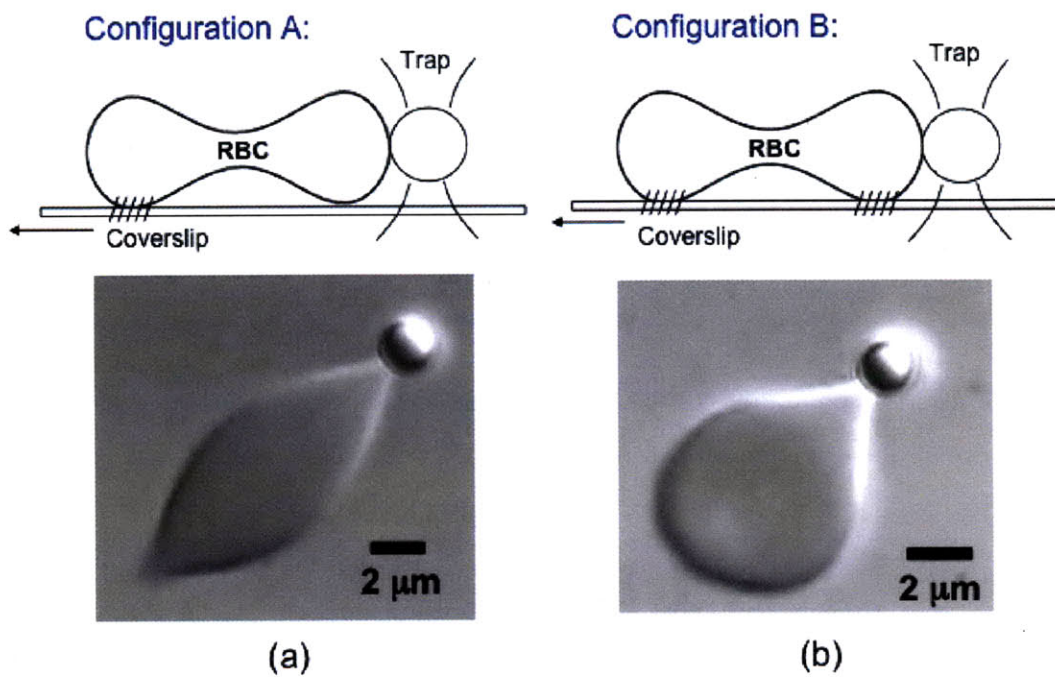 Configuration A:
Trap
RBC
Coverslip
2 μm
(a)
Configuration B:
Trap
RBC
Coverslip
2 μm
(b)